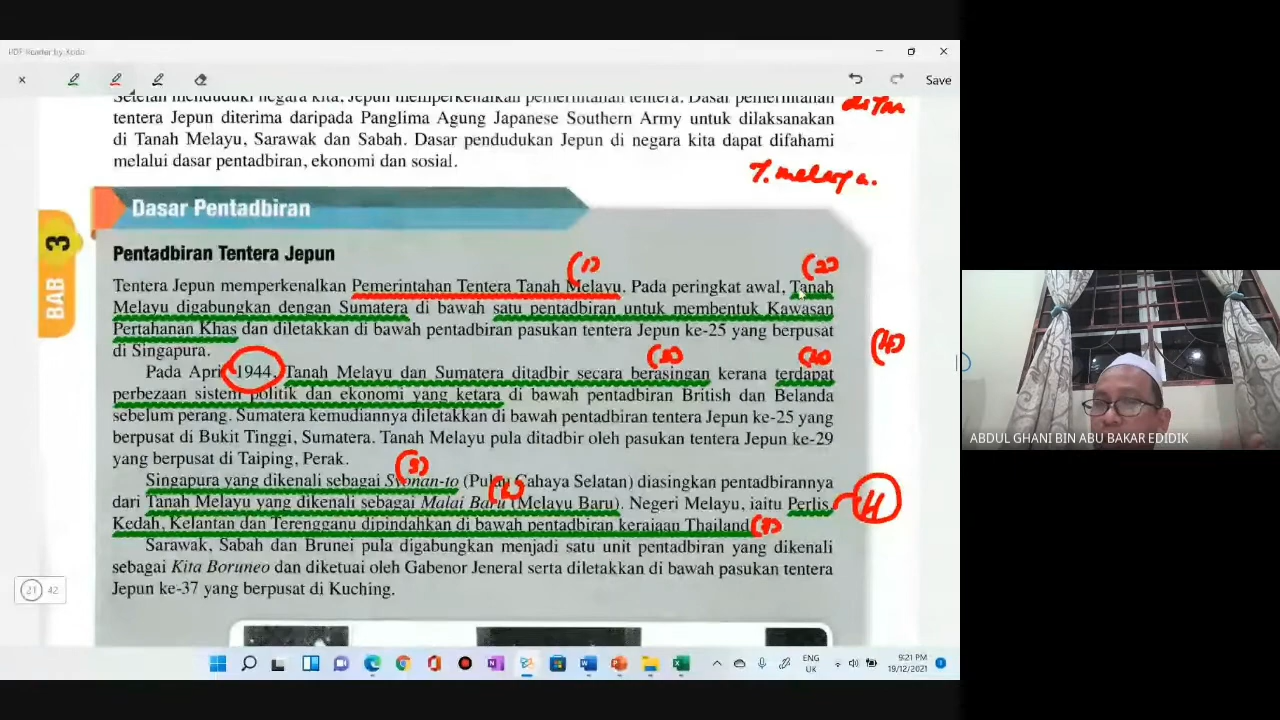 PDF Reader by Xodo
Save
Setelah menduduki negara kita, Jepun memperkenalkan pemerintahan tentera. Dasar pemerintahan
tentera Jepun diterima daripada Panglima Agung Japanese Southern Army untuk dilaksanakan
di Tanah Melayu, Sarawak dan Sabah. Dasar pendudukan Jepun di negara kita dapat difahami
melalui dasar pentadbiran, ekonomi dan sosial.
T. Melayu.
Dasar Pentadbiran
BAB 3
Pentadbiran Tentera Jepun
(1)
(2)
Tentera Jepun memperkenalkan Pemerintahan Tentera Tanah Melayu. Pada peringkat awal, Tanah
Melayu digabungkan dengan Sumatera di bawah satu pentadbiran untuk membentuk Kawasan
Pertahanan Khas dan diletakkan di bawah pentadbiran pasukan tentera Jepun ke-25 yang berpusat
di Singapura.
Pada April 1944, Tanah Melayu dan Sumatera ditadbir secara berasingan kerana terdapat
perbezaan sistem politik dan ekonomi yang ketara di bawah pentadbiran British dan Belanda
sebelum perang. Sumatera kemudiannya diletakkan di bawah pentadbiran tentera Jepun ke-25 yang
berpusat di Bukit Tinggi, Sumatera. Tanah Melayu pula ditadbir oleh pasukan tentera Jepun ke-29
yang berpusat di Taiping, Perak.
Singapura yang dikenali sebagai Syonan-to (Pulau Cahaya Selatan) diasingkan pentadbirannya
dari Tanah Melayu yang dikenali sebagai Malai Baru (Melayu Baru). Negeri Melayu, iaitu Perlis,
Kedah, Kelantan dan Terengganu dipindahkan di bawah pentadbiran kerajaan Thailand
Sarawak, Sabah dan Brunei pula digabungkan menjadi satu unit pentadbiran yang dikenali
sebagai Kita Boruneo dan diketuai oleh Gabenor Jeneral serta diletakkan di bawah pasukan tentera
Jepun ke-37 yang berpusat di Kuching.
21 42
ENG
UK
9:21 PM
19/12/2021
ABDUL GHANI BIN ABU BAKAR EDIDIK